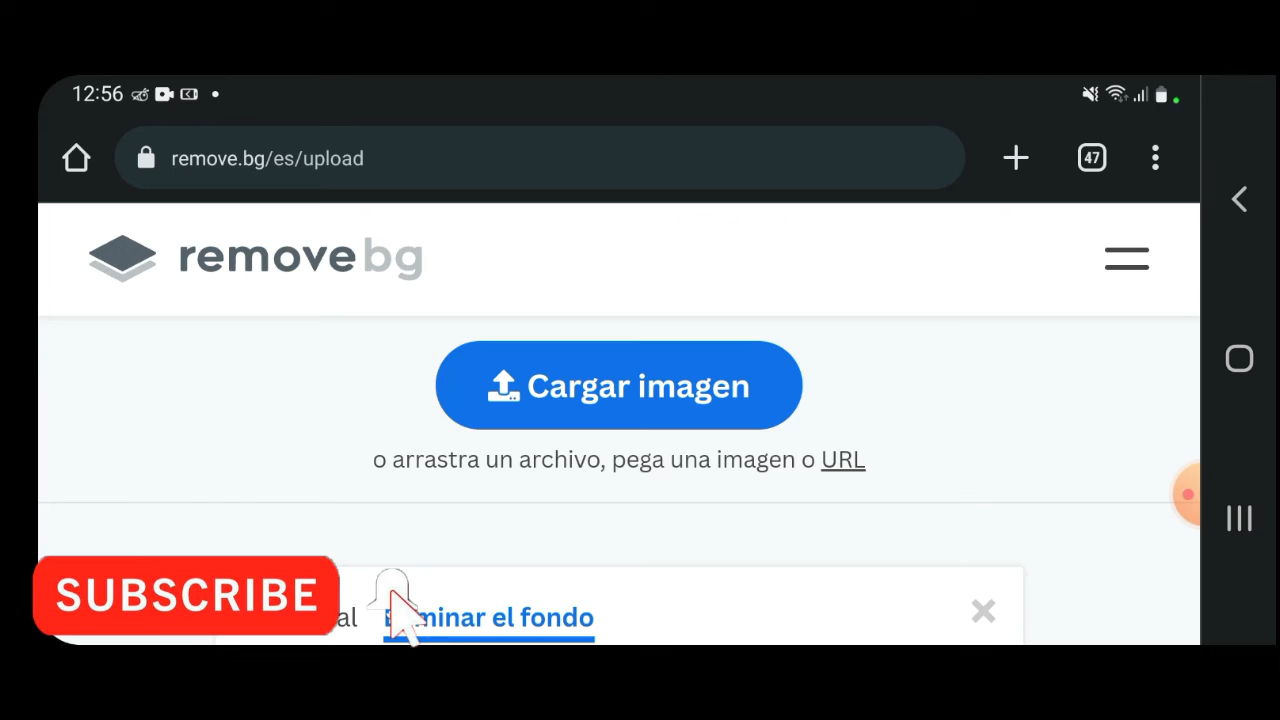 12:56
remove.bg/es/upload
47
remove bg
Cargar imagen
o arrastra un archivo, pega una imagen o URL
SUBSCRIBE
al
minar el fondo